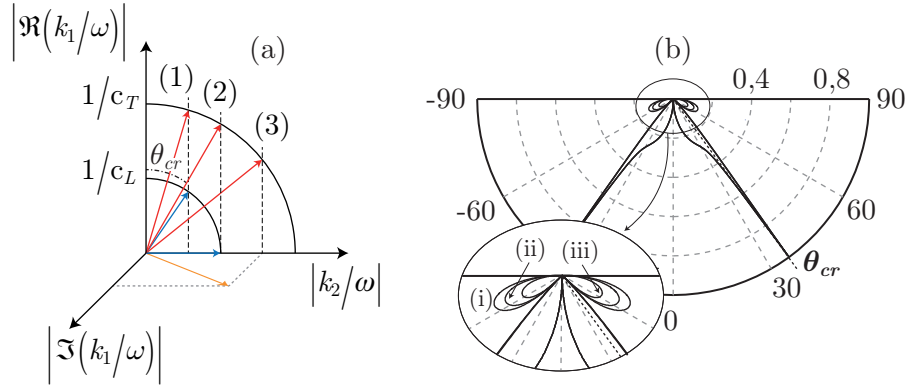 |ℜ(k₁/ω)|
(a)
(1)
(2)
(3)
1/c_T
θ_cr
1/c_L
|k₂/ω|
|ℑ(k₁/ω)|
(b)
0,4
0,8
-90
90
-60
60
(ii)
(iii)
(i)
θ_cr
30
0